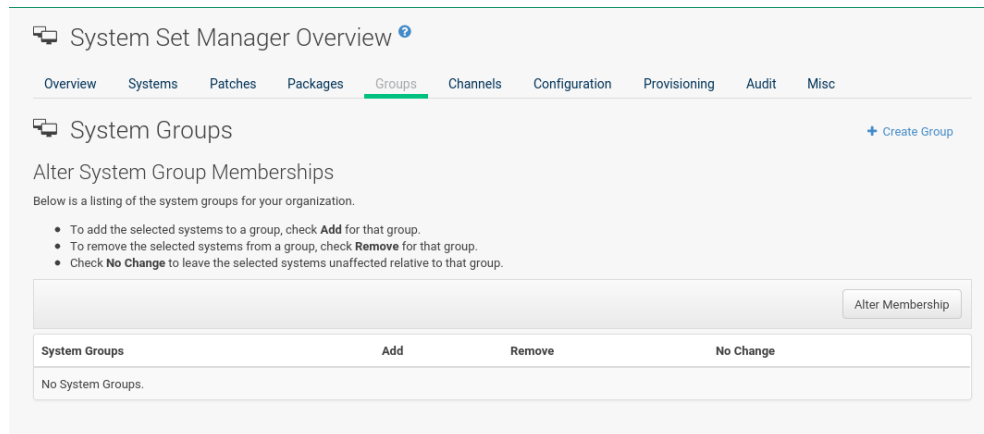 System Set Manager Overview ?
Overview Systems Patches Packages Groups Channels Configuration Provisioning Audit Misc
System Groups
+ Create Group
Alter System Group Memberships
Below is a listing of the system groups for your organization.
• To add the selected systems to a group, check Add for that group.
• To remove the selected systems from a group, check Remove for that group.
• Check No Change to leave the selected systems unaffected relative to that group.
Alter Membership
System Groups Add Remove No Change
No System Groups.